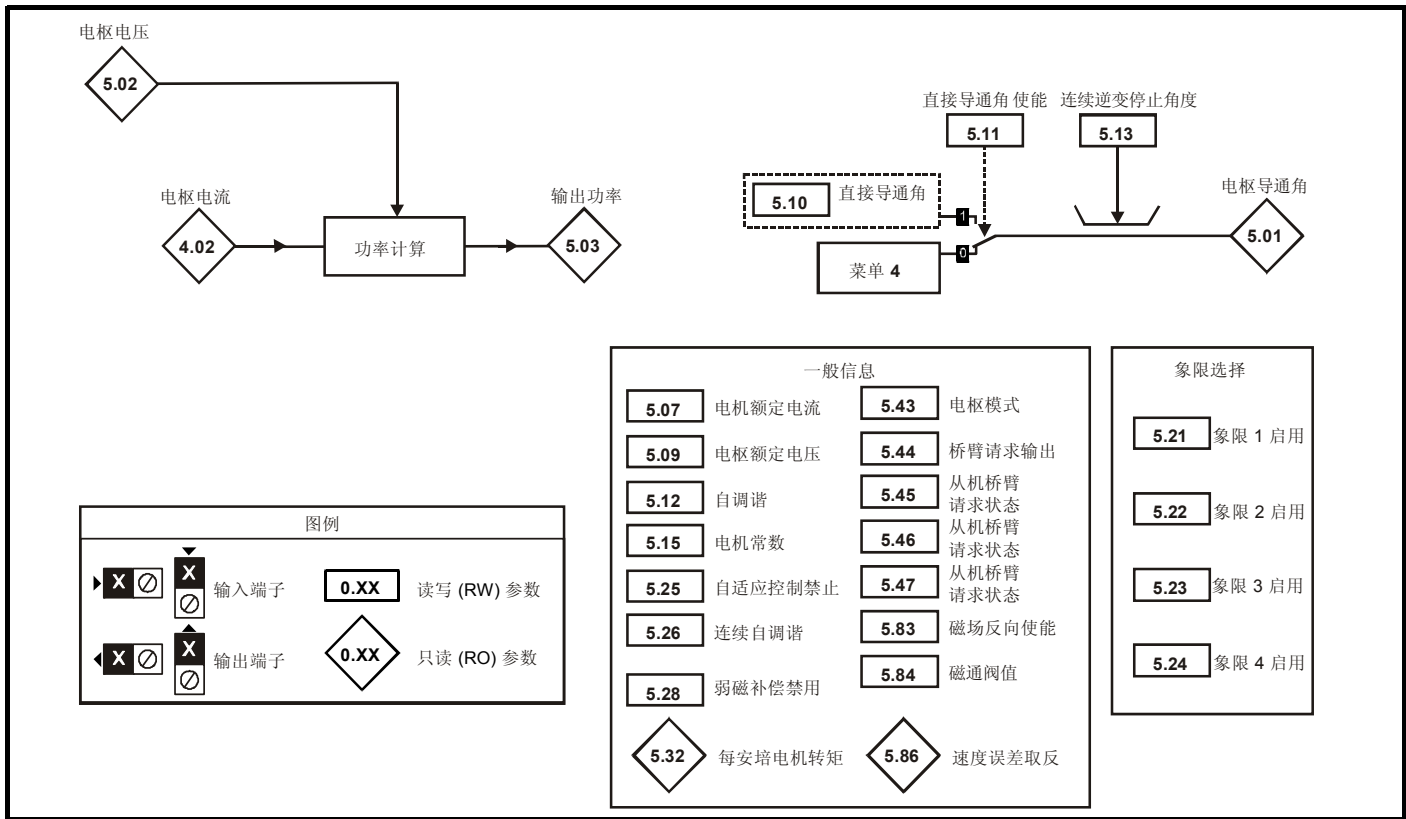 电枢电压
5.02
电枢电流
4.02
功率计算
输出功率
5.03
直接导通角 使能
5.11
连续逆变停止角度
5.13
5.10
直接导通角
1
0
菜单 4
电枢导通角
5.01
一般信息
5.07 电机额定电流
5.09 电枢额定电压
5.12 自调谐
5.15 电机常数
5.25 自适应控制禁止
5.26 连续自调谐
5.28 弱磁补偿禁用
5.32 每安培电机转矩
5.43 电枢模式
5.44 桥臂请求输出
5.45 从机桥臂
请求状态
5.46 从机桥臂
请求状态
5.47 从机桥臂
请求状态
5.83 磁场反向使能
5.84 磁通阀值
5.86 速度误差取反
象限选择
5.21 象限 1 启用
5.22 象限 2 启用
5.23 象限 3 启用
5.24 象限 4 启用
图例
X X 输入端子
0.XX 读写 (RW) 参数
X X 输出端子
0.XX 只读 (RO) 参数